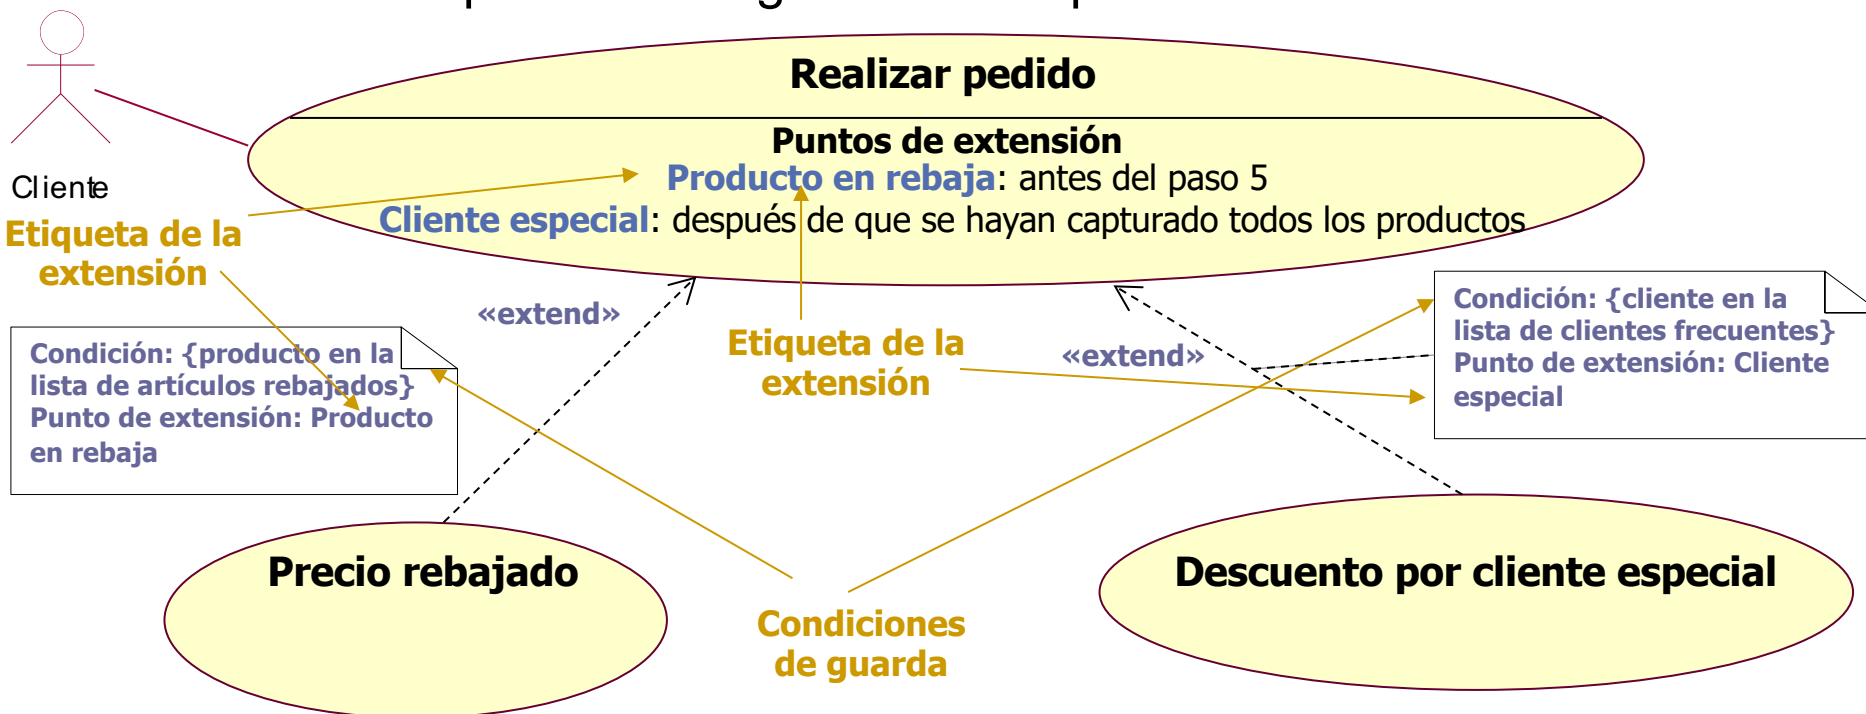 Realizar pedido
Puntos de extensión
Producto en rebaja: antes del paso 5
Cliente especial: después de que se hayan capturado todos los productos
Cliente
Etiqueta de la
extensión
«extend»
Condición: {producto en la
lista de artículos rebajados}
Punto de extensión: Producto
en rebaja
Etiqueta de la
extensión
«extend»
Condición: {cliente en la
lista de clientes frecuentes}
Punto de extensión: Cliente
especial
Precio rebajado
Descuento por cliente especial
Condiciones
de guarda